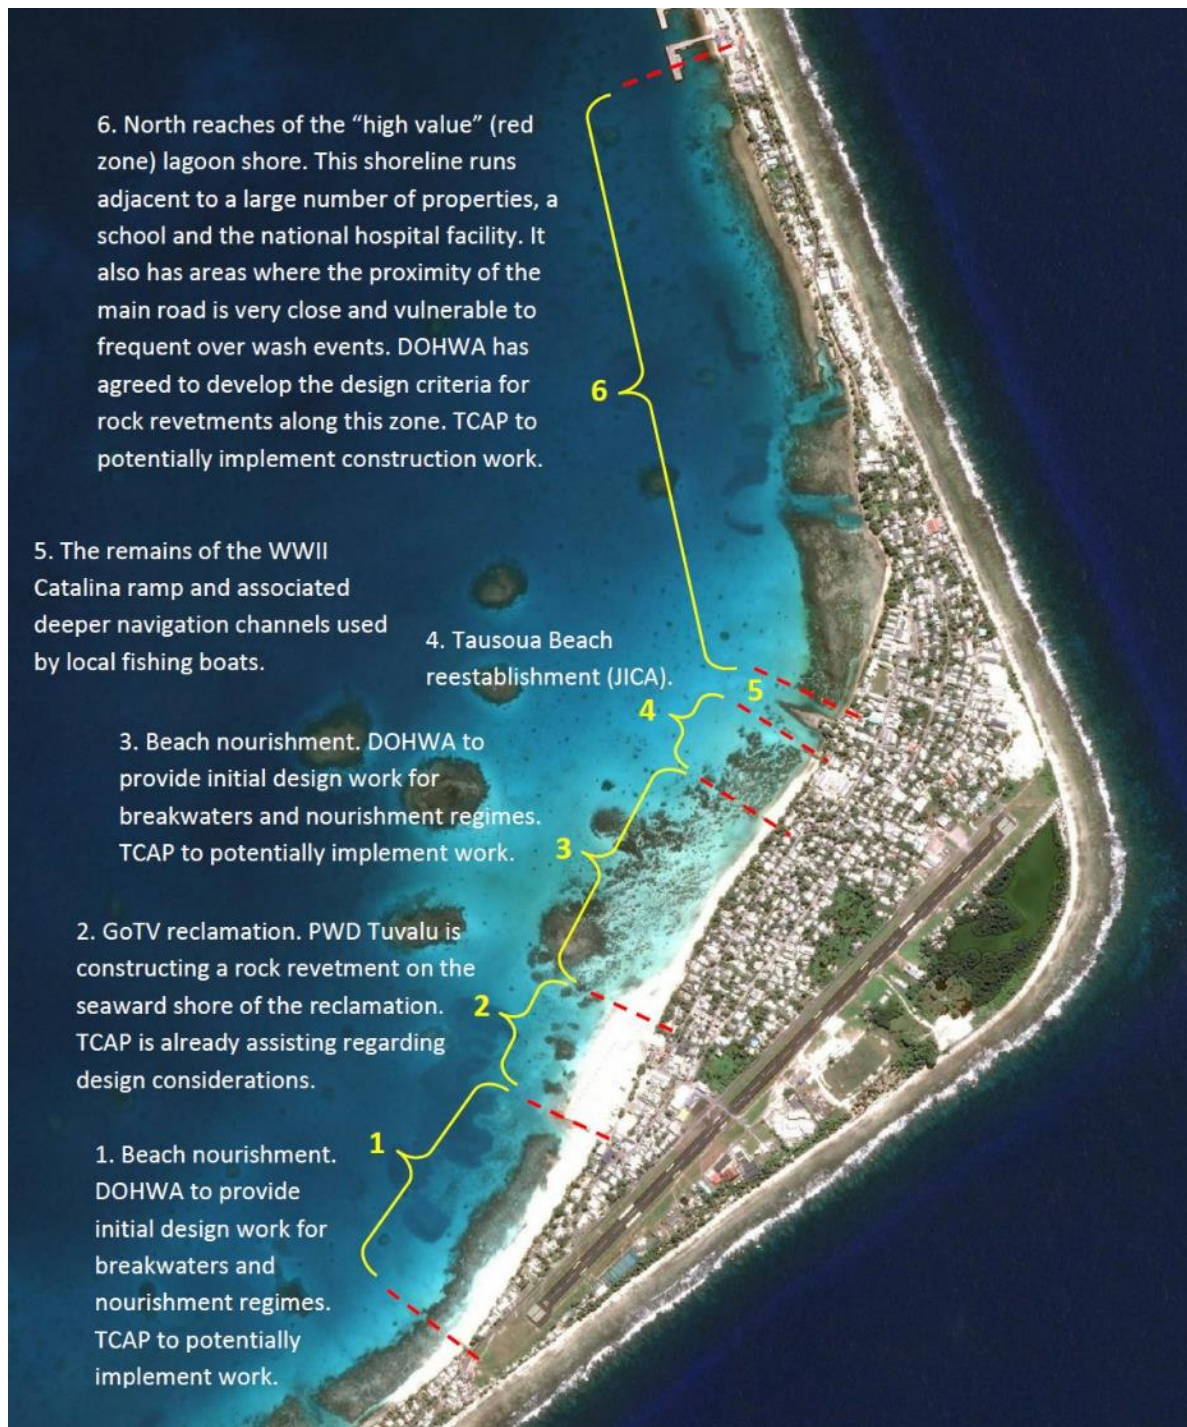 6. North reaches of the “high value” (red
zone) lagoon shore. This shoreline runs
adjacent to a large number of properties, a
school and the national hospital facility. It
also has areas where the proximity of the
main road is very close and vulnerable to
frequent over wash events. DOHWA has
agreed to develop the design criteria for
rock revetments along this zone. TCAP to
potentially implement construction work.
6
5. The remains of the WWII
Catalina ramp and associated
deeper navigation channels used
by local fishing boats.
5
4. Tausoua Beach
reestablishment (JICA).
4
3. Beach nourishment. DOHWA to
provide initial design work for
breakwaters and nourishment regimes.
TCAP to potentially implement work.
3
2. GoTV reclamation. PWD Tuvalu is
constructing a rock revetment on the
seaward shore of the reclamation.
TCAP is already assisting regarding
design considerations.
2
1. Beach nourishment.
DOHWA to provide
initial design work for
breakwaters and
nourishment regimes.
TCAP to potentially
implement work.
1